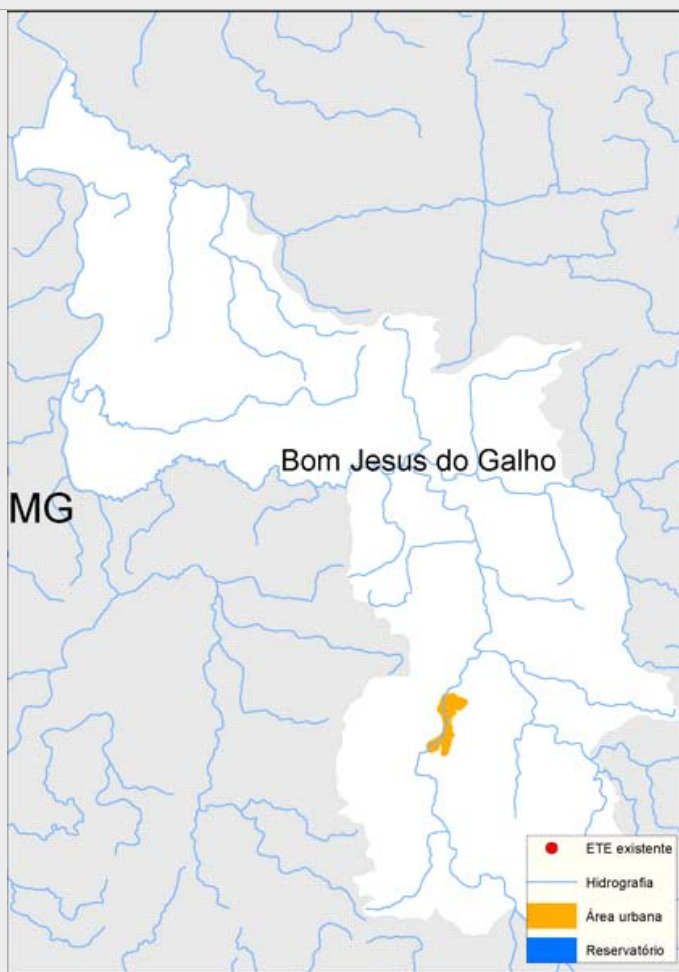 Bom Jesus do Galho
MG
ETE existente
Hidrografia
Área urbana
Reservatório